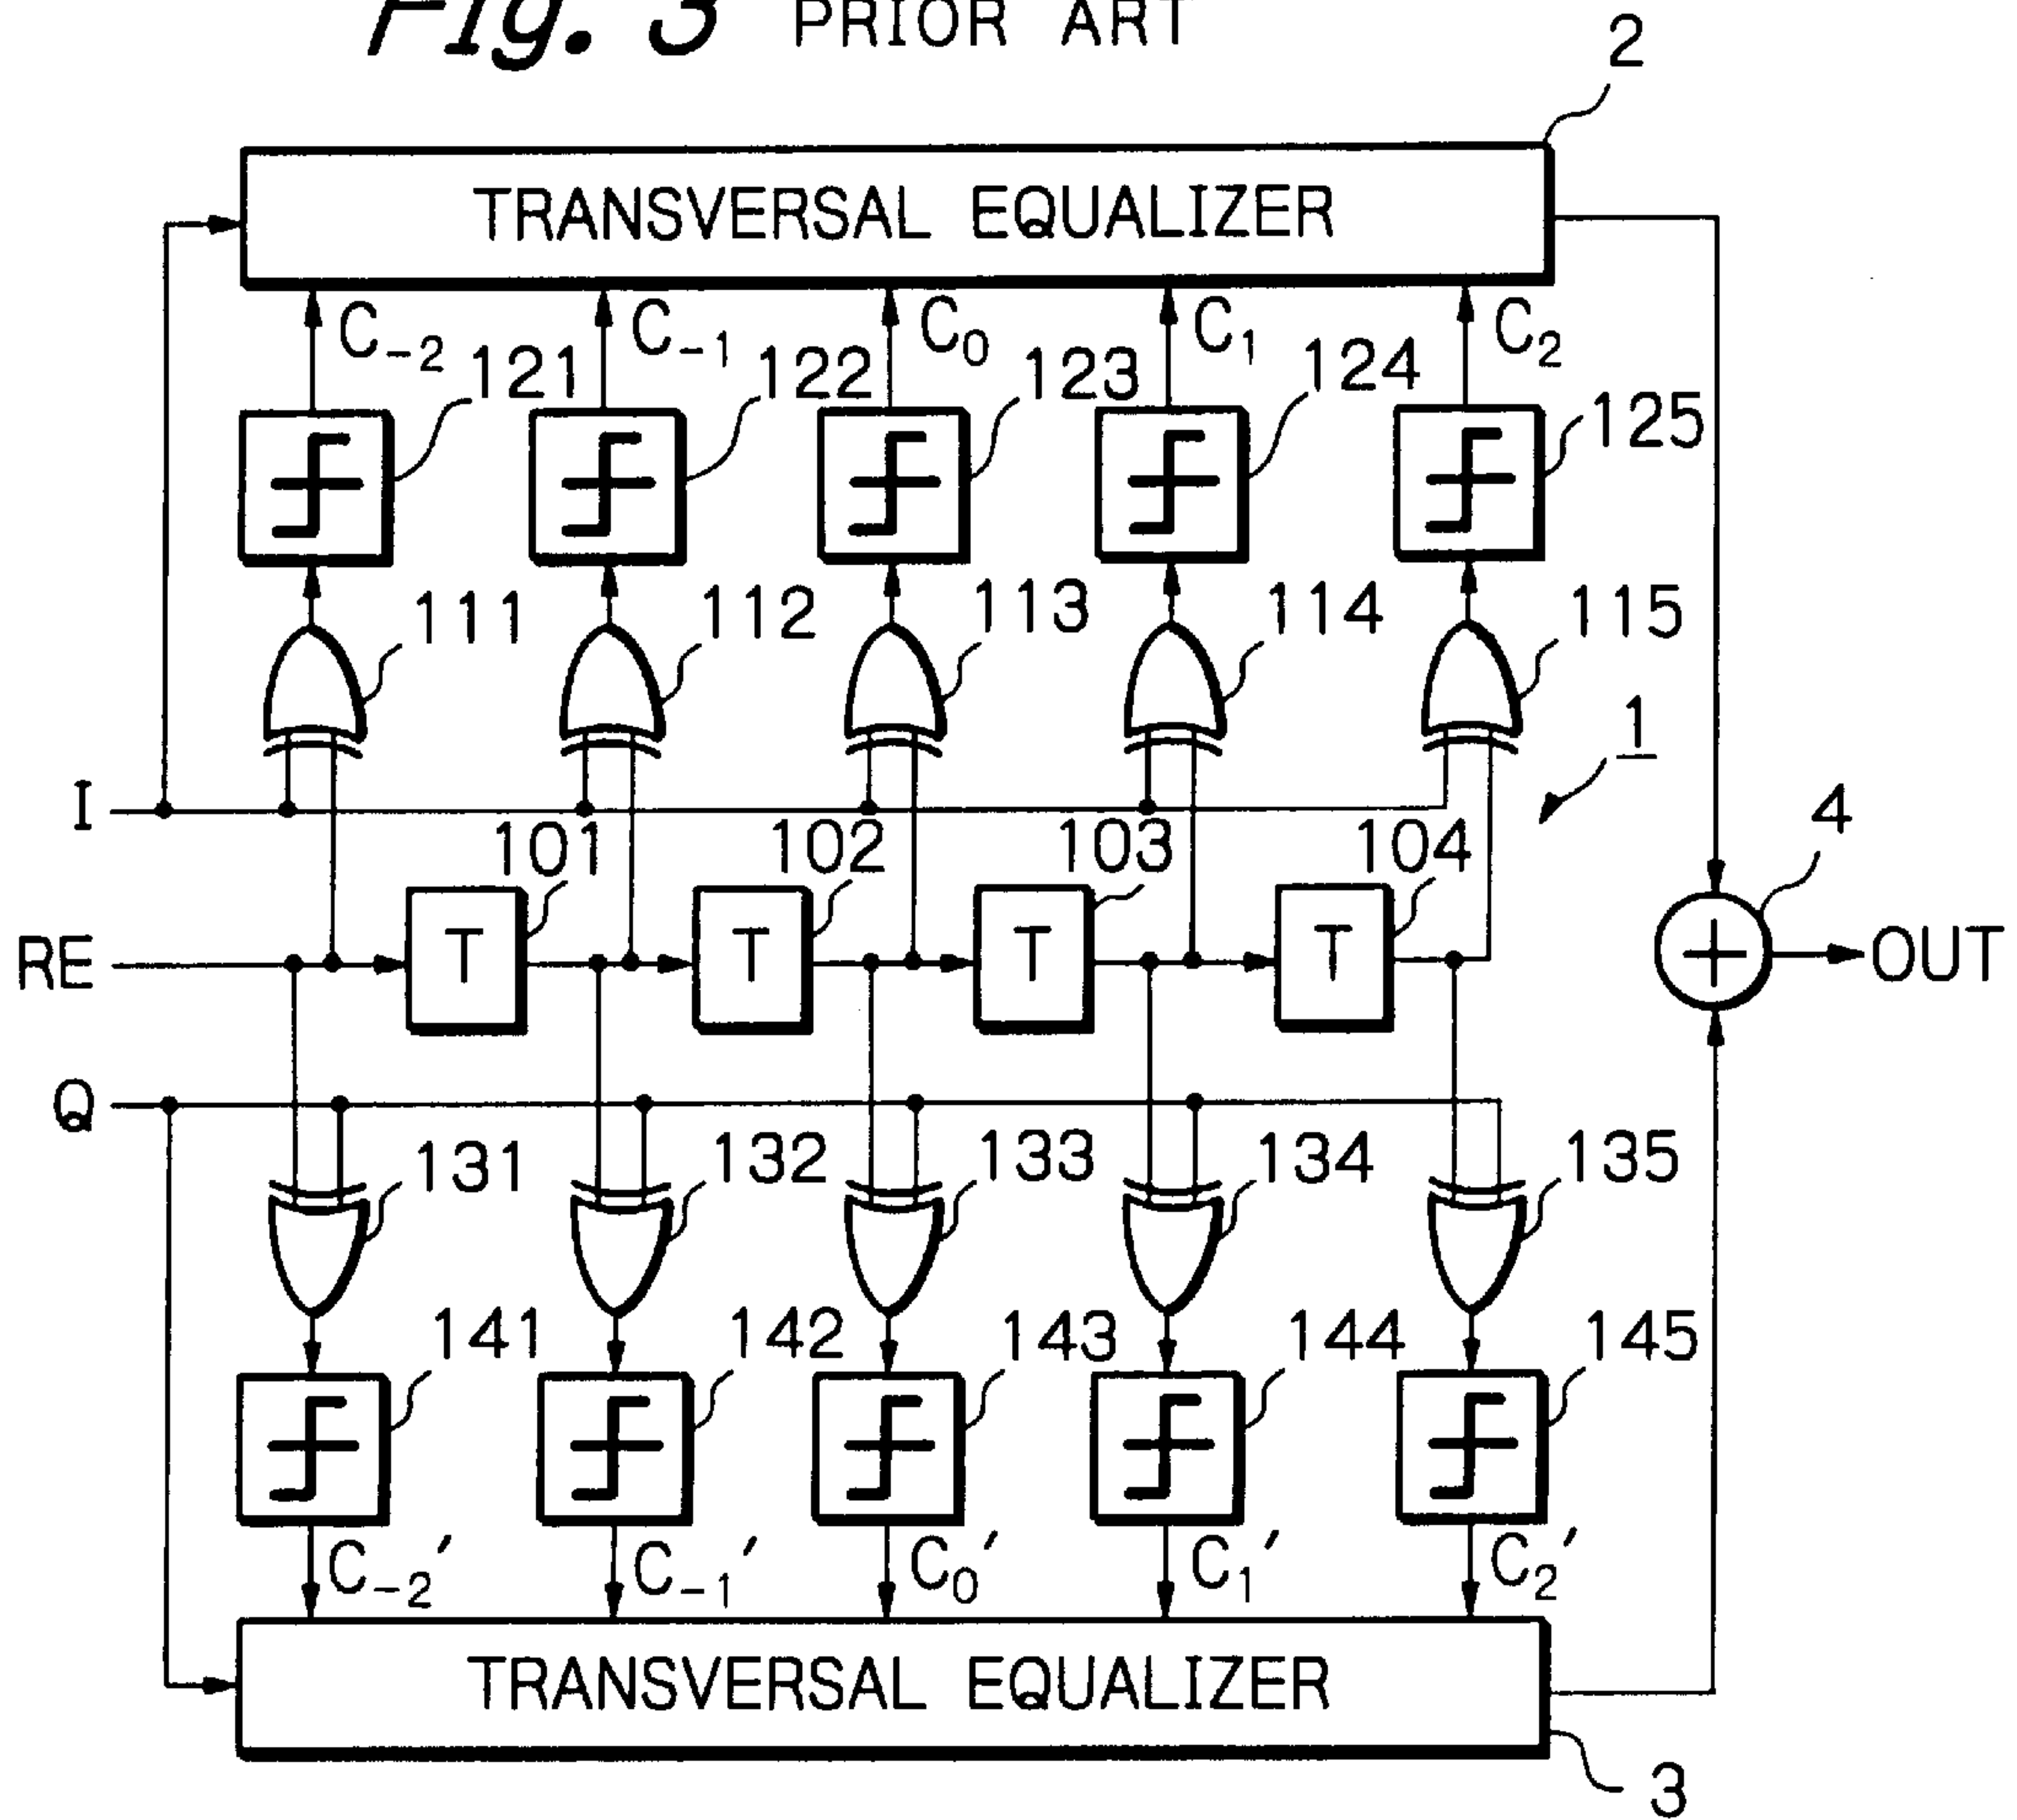 Fig. 3 PRIOR ART
2
TRANSVERSAL EQUALIZER
C-2 C-1 C0 C1 C2
121 122 123 124 125
111 112 113 114 115
1
I
101 102 103 104
4
RE T T T T OUT
Q
131 132 133 134 135
141 142 143 144 145
C-2' C-1' C0' C1' C2'
TRANSVERSAL EQUALIZER
3